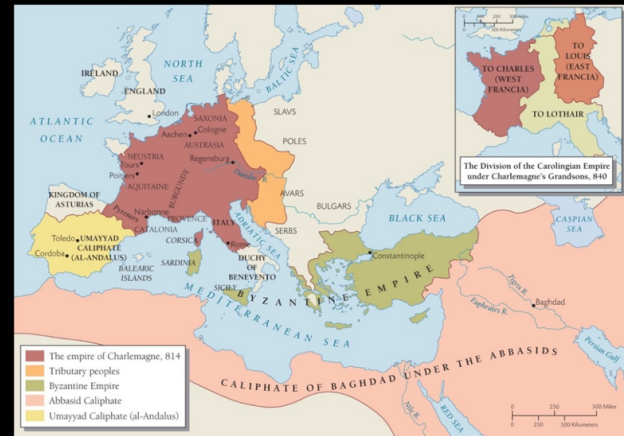 IRELAND
NORTH
SEA
BALTIC SEA
ENGLAND
London
ATLANTIC
OCEAN
SAXONIA
Aachen
Cologne
AUSTRASIA
NEUSTRIA
Tours
Poitiers
AQUITAINE
BURGUNDY
Regensburg
Danube R.
SLAVS
POLES
AVARS
BULGARS
SERBS
KINGDOM OF
ASTURIAS
Pyrenees
Narbonne
PROVENCE
CATALONIA
ITALY
CORSICA
Rome
ADRIATIC SEA
Toledo
UMAYYAD
CALIPHATE
(AL-ANDALUS)
Cordoba
BALEARIC
ISLANDS
SARDINIA
DUCHY
OF
BENEVENTO
SICILY
BLACK SEA
Constantinople
CASPIAN
SEA
BYZANTINE EMPIRE
MEDITERRANEAN SEA
Tigris R.
Euphrates R.
Baghdad
Persian Gulf
CALIPHATE OF BAGHDAD UNDER THE ABBASIDS
Nile R.
RED SEA
TO CHARLES
(WEST
FRANCIA)
TO
LOUIS
(EAST
FRANCIA)
TO LOTHAIR
The Division of the Carolingian Empire
under Charlemagne's Grandsons, 840
The empire of Charlemagne, 814
Tributary peoples
Byzantine Empire
Abbasid Caliphate
Umayyad Caliphate (al-Andalus)
0 250 500 Miles
0 250 500 Kilometers